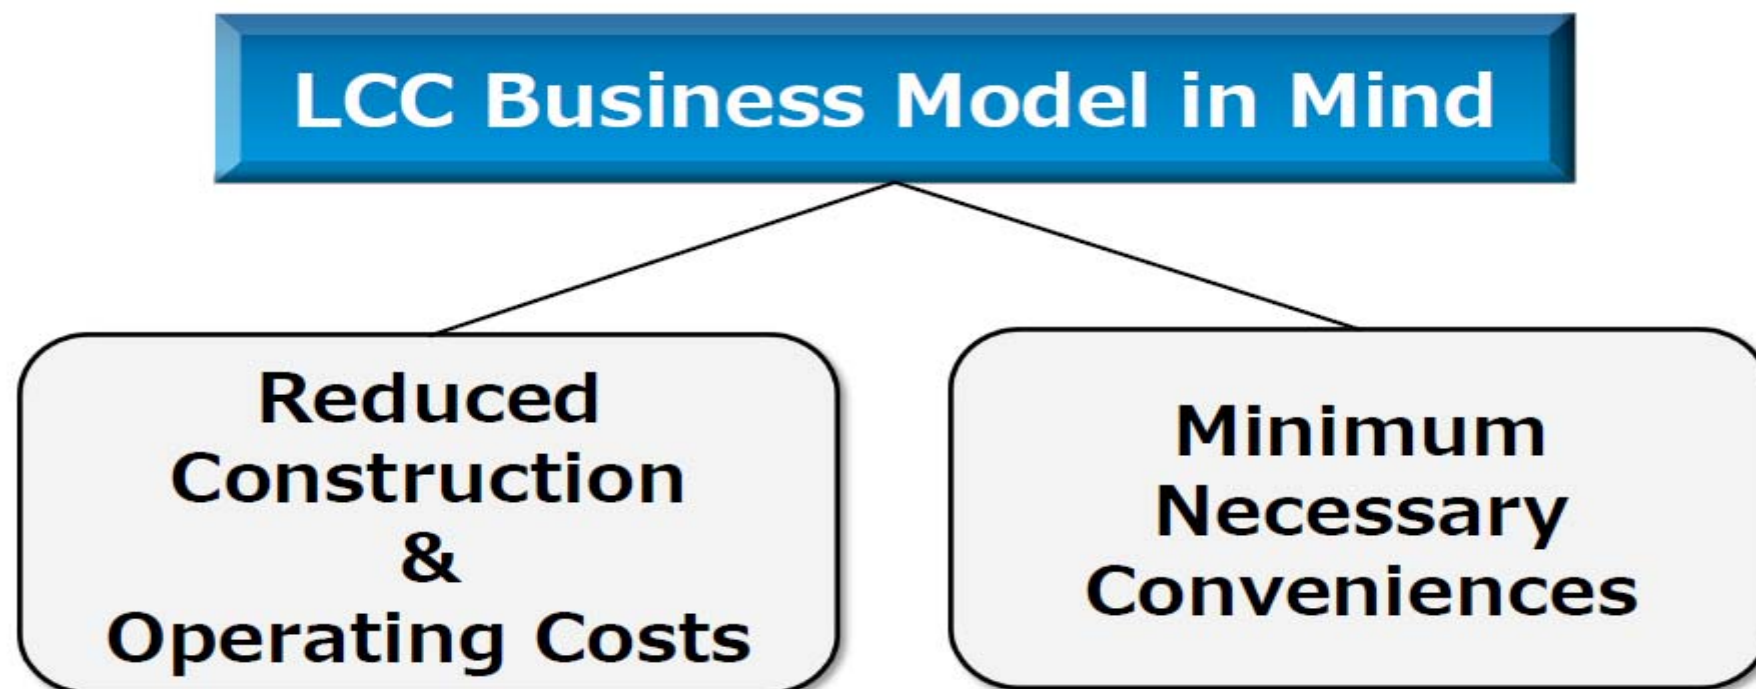 LCC Business Model in Mind
Reduced
Construction
&
Operating Costs
Minimum
Necessary
Conveniences